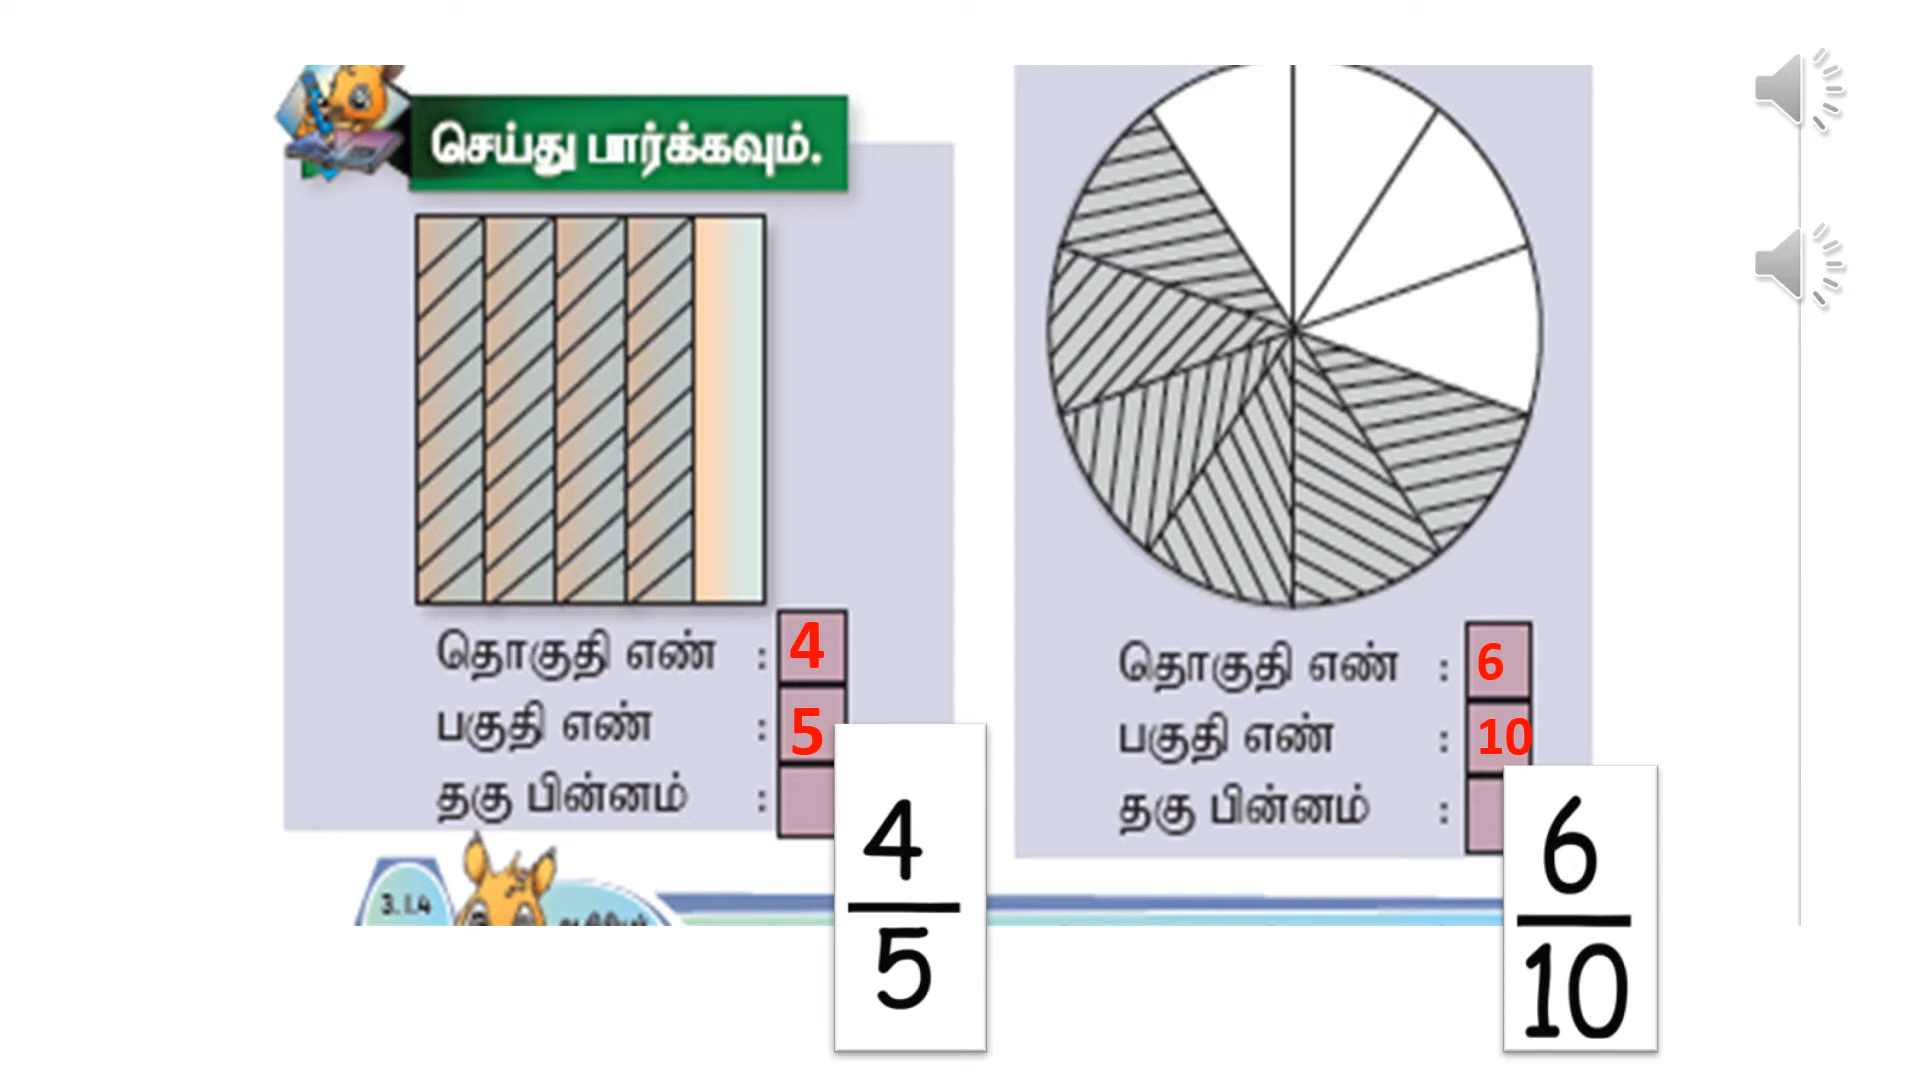 செய்து பார்க்கவும்.
தொகுதி எண் : 4
பகுதி எண் : 5
தகு பின்னம் :
4
5
தொகுதி எண் : 6
பகுதி எண் : 10
தகு பின்னம் :
6
10
3.1.4